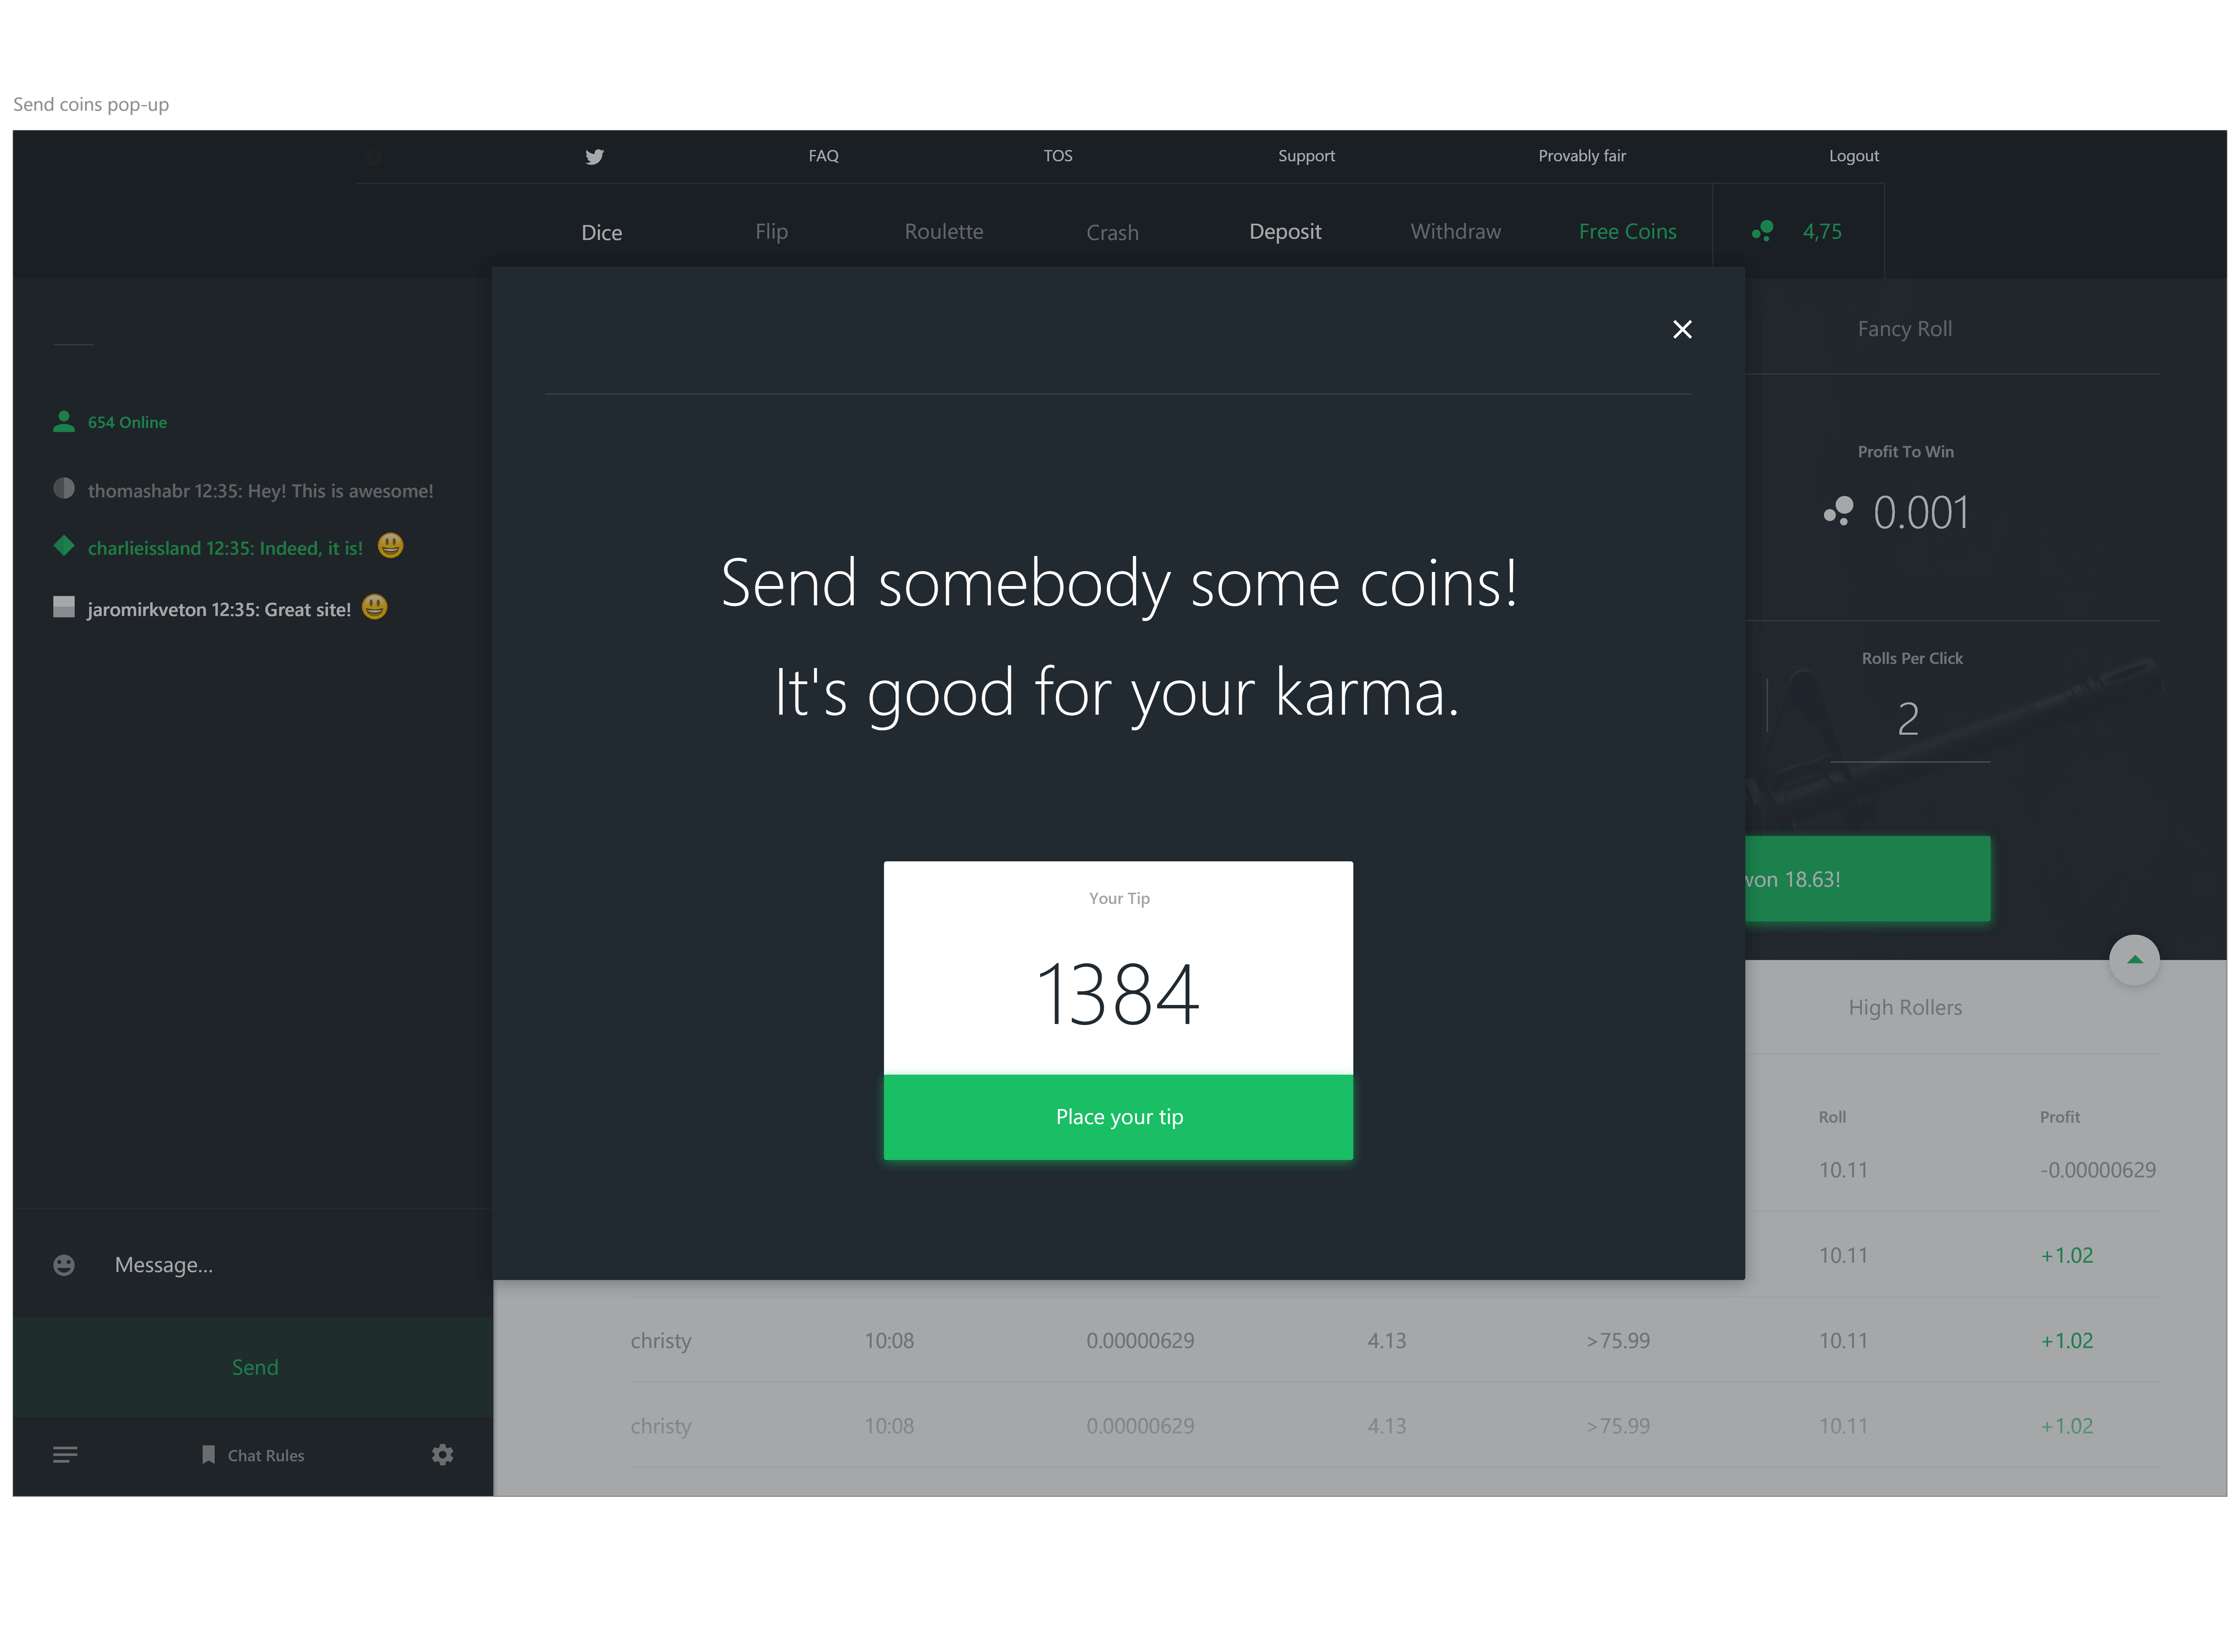 Send coins pop-up
FAQ TOS Support Provably fair Logout
Dice Flip Roulette Crash Deposit Withdraw Free Coins 4,75
654 Online
thomashabr 12:35: Hey! This is awesome!
charlieissland 12:35: Indeed, it is! 😃
jaromirkveton 12:35: Great site! 😃
Message...
Send
Chat Rules
Send somebody some coins!
It's good for your karma.
Your Tip
1384
Place your tip
Fancy Roll
Profit To Win
0.001
Rolls Per Click
2
won 18.63!
High Rollers
Roll Profit
10.11 -0.00000629
10.11 +1.02
christy 10:08 0.00000629 4.13 >75.99 10.11 +1.02
christy 10:08 0.00000629 4.13 >75.99 10.11 +1.02